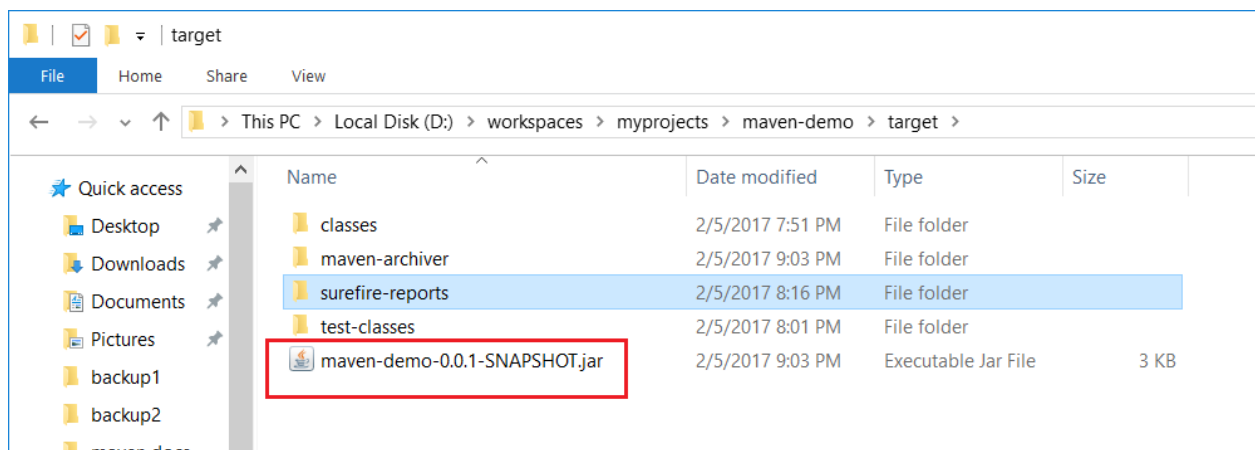 target
File Home Share View
This PC > Local Disk (D:) > workspaces > myprojects > maven-demo > target >
Quick access
Desktop
Downloads
Documents
Pictures
backup1
backup2
Name Date modified Type Size
classes 2/5/2017 7:51 PM File folder
maven-archiver 2/5/2017 9:03 PM File folder
surefire-reports 2/5/2017 8:16 PM File folder
test-classes 2/5/2017 8:01 PM File folder
maven-demo-0.0.1-SNAPSHOT.jar 2/5/2017 9:03 PM Executable Jar File 3 KB